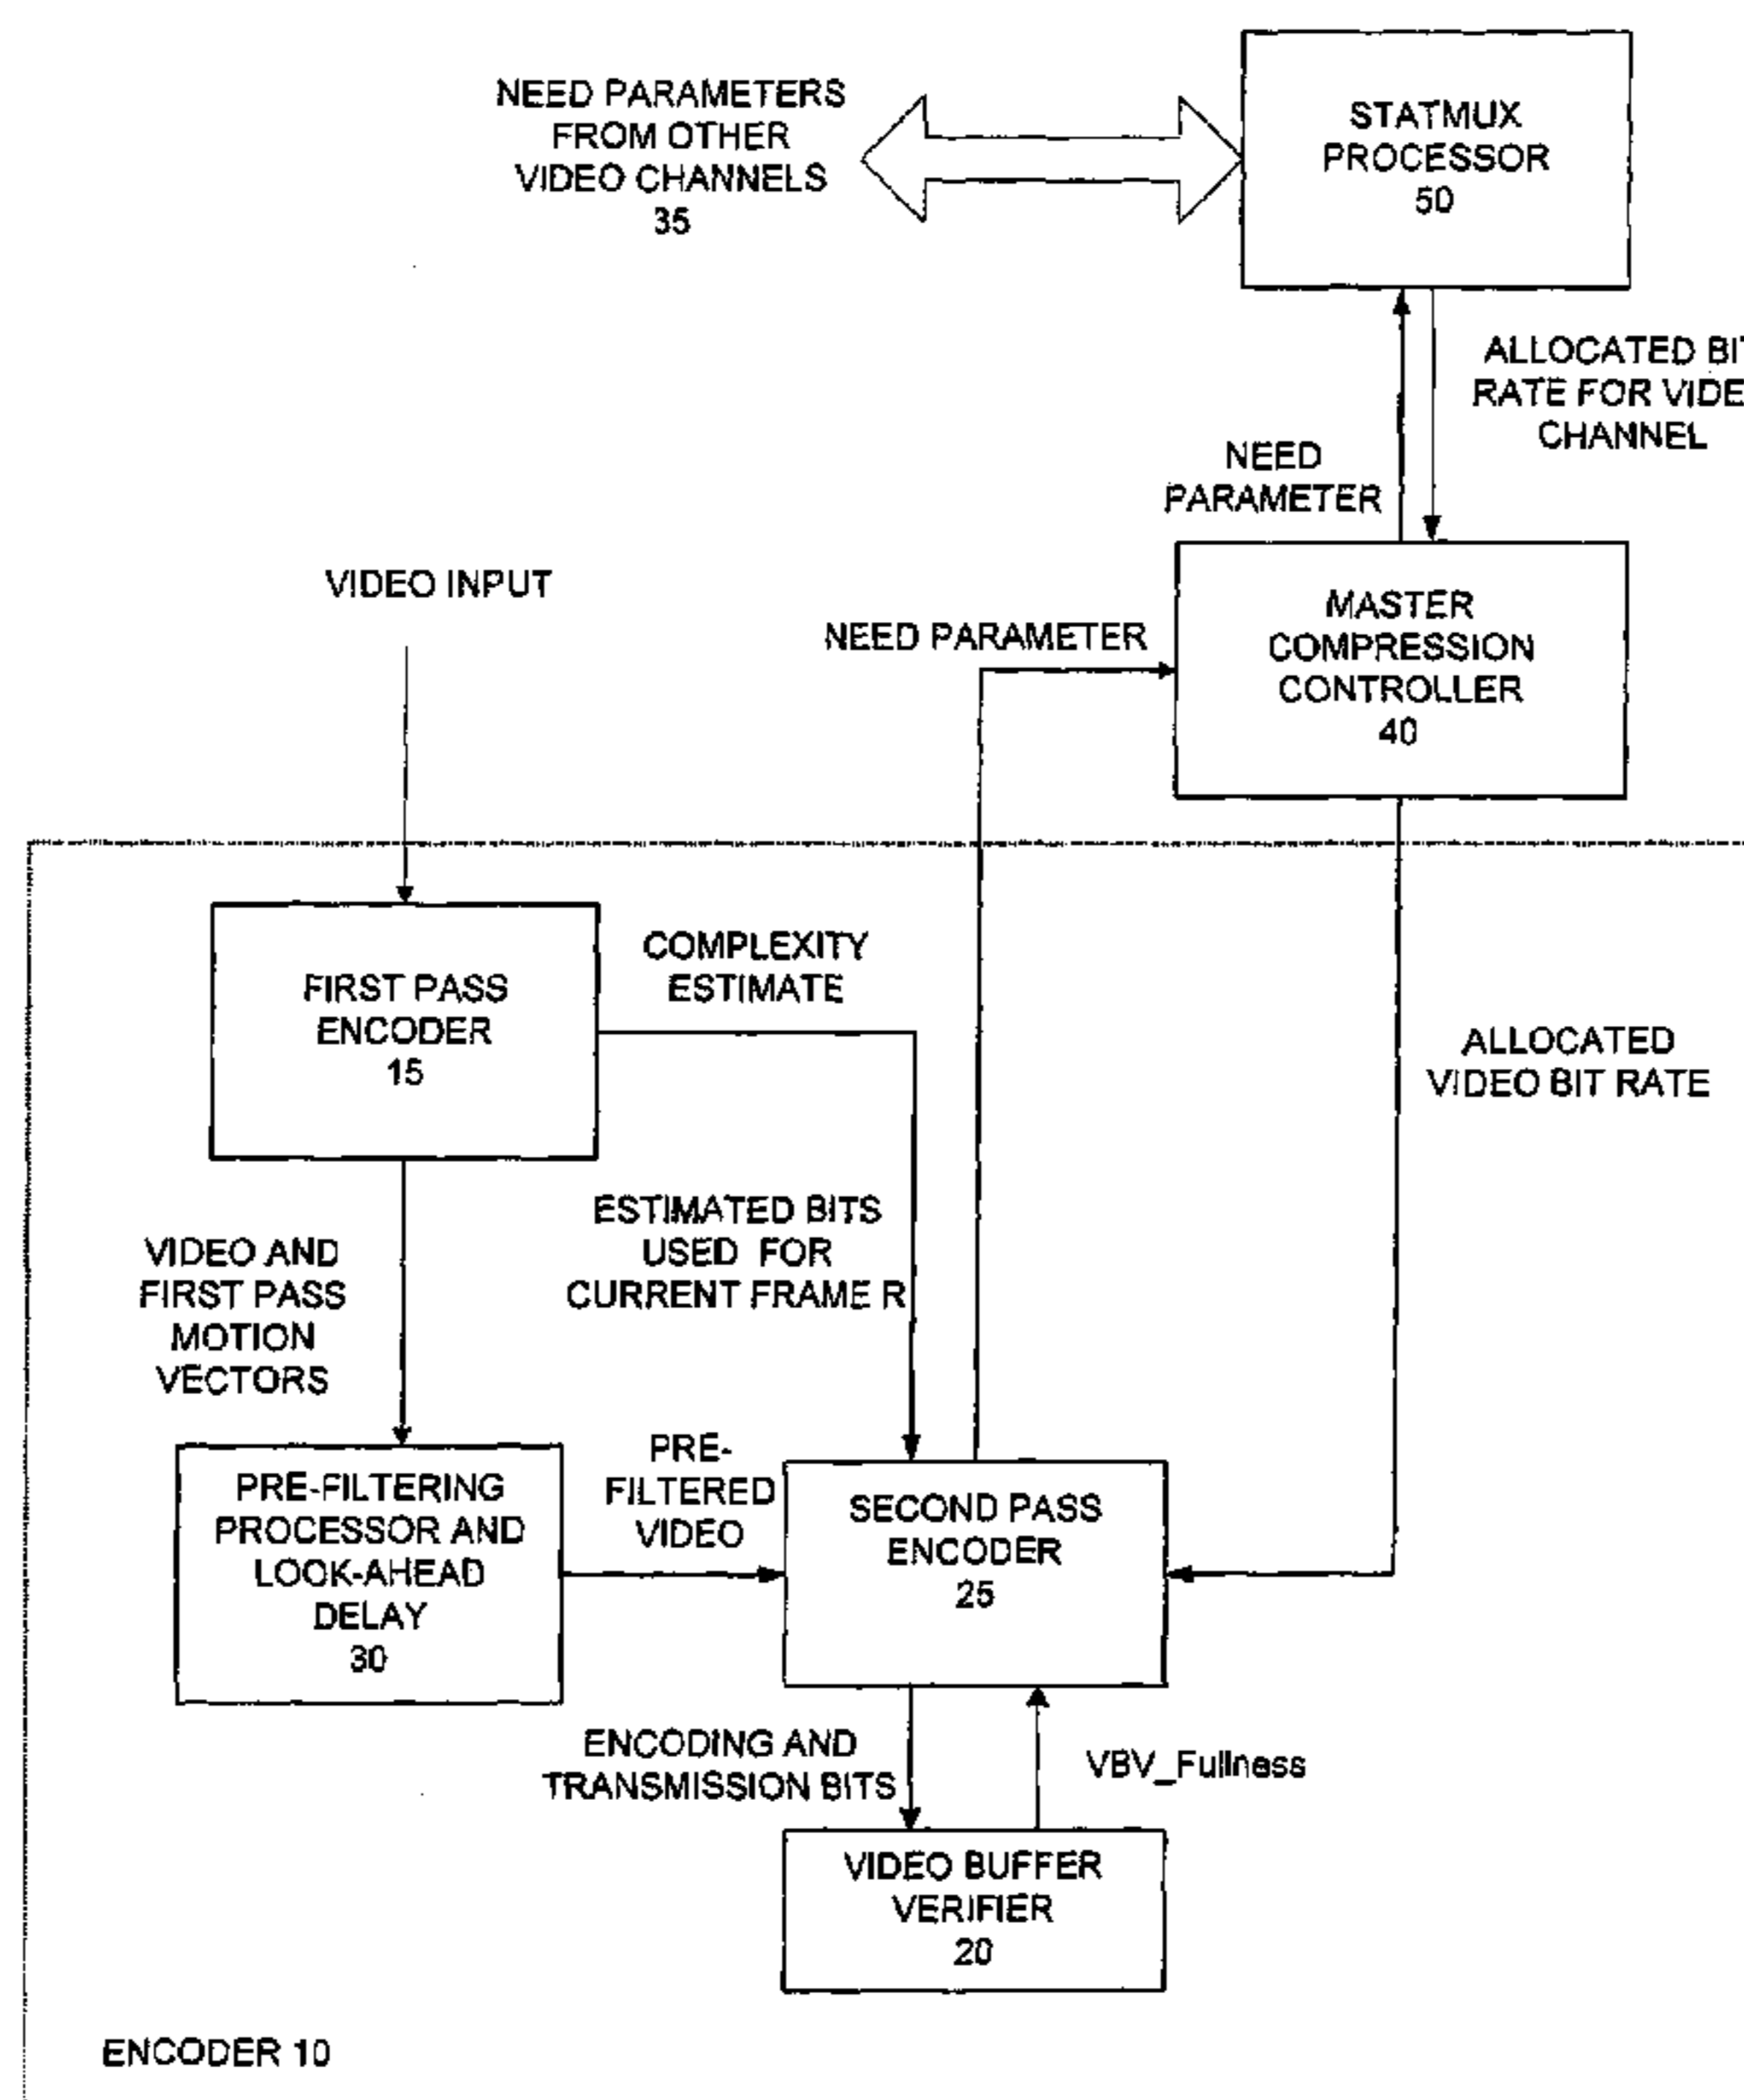 NEED PARAMETERS
FROM OTHER
VIDEO CHANNELS
35
STATMUX
PROCESSOR
50
ALLOCATED BIT
RATE FOR VIDE
CHANNEL
NEED
PARAMETER
VIDEO INPUT
NEED PARAMETER
MASTER
COMPRESSION
CONTROLLER
40
FIRST PASS
ENCODER
15
COMPLEXITY
ESTIMATE
ALLOCATED
VIDEO BIT RATE
ESTIMATED BITS
USED FOR
CURRENT FRAME R
VIDEO AND
FIRST PASS
MOTION
VECTORS
PRE-FILTERING
PROCESSOR AND
LOOK-AHEAD
DELAY
30
PRE-
FILTERED
VIDEO
SECOND PASS
ENCODER
25
ENCODING AND
TRANSMISSION BITS
VBV_Fullness
VIDEO BUFFER
VERIFIER
20
ENCODER 10